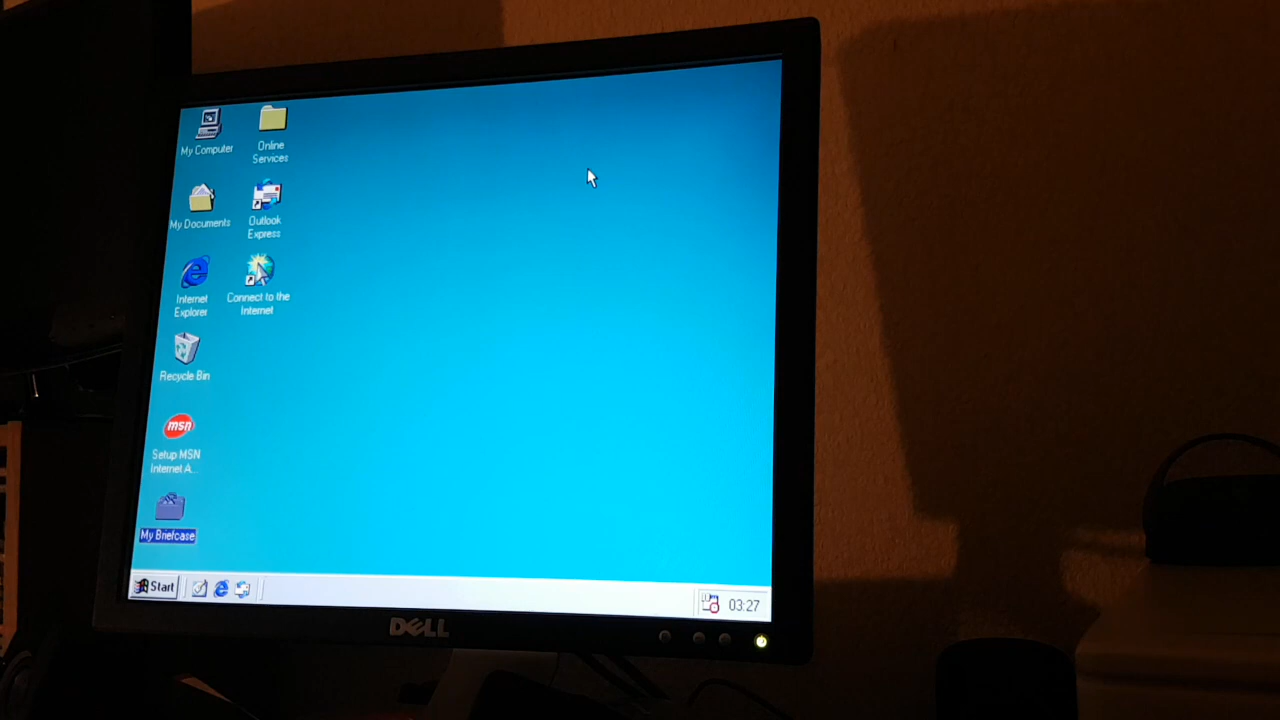 My Computer
Online
Services
My Documents
Outlook
Express
Internet
Explorer
Connect to the
Internet
Recycle Bin
msn
Setup MSN
Internet A...
My Briefcase
Start
03:27
DELL